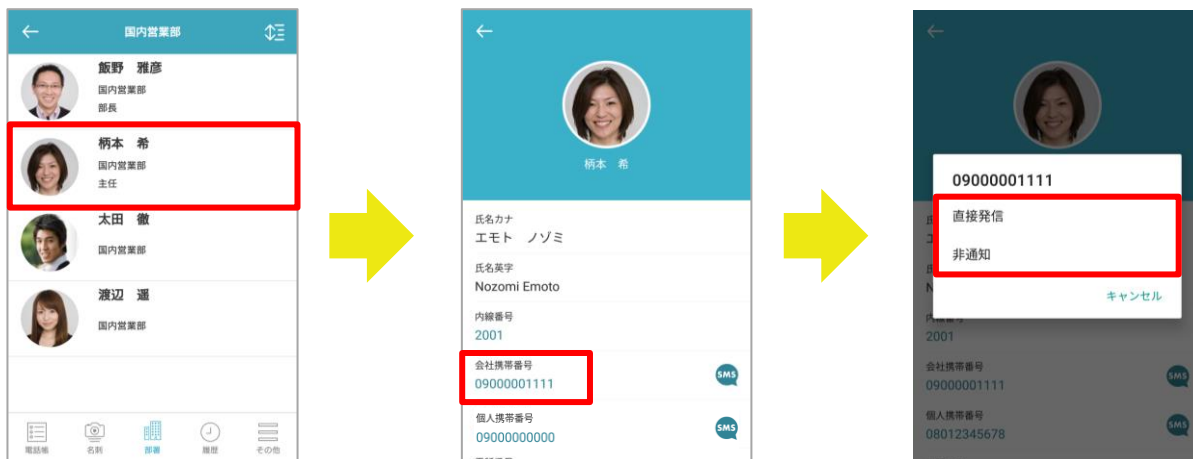 国内営業部
飯野 雅彦
国内営業部
部長
柄本 希
国内営業部
主任
太田 徹
国内営業部
渡辺 遥
国内営業部
電話帳
名刺
部署
履歴
その他
柄本 希
氏名カナ
エモト ノゾミ
氏名英字
Nozomi Emoto
内線番号
2001
会社携帯番号
09000001111
SMS
個人携帯番号
09000000000
SMS
09000001111
直接発信
非通知
キャンセル
内線番号
2001
会社携帯番号
09000001111
SMS
個人携帯番号
08012345678
SMS